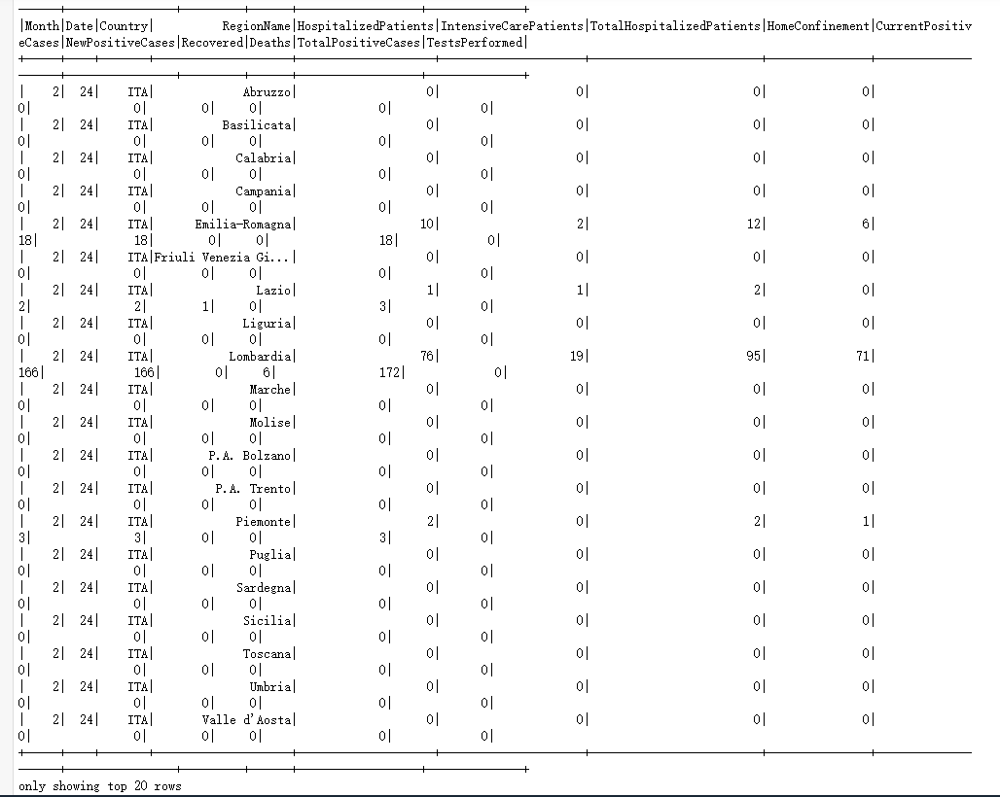 |Month|Date|Country|          RegionName|HospitalizedPatients|IntensiveCarePatients|TotalHospitalizedPatients|HomeConfinement|CurrentPositiv
eCases|NewPositiveCases|Recovered|Deaths|TotalPositiveCases|TestsPerformed|
|    2|  24|    ITA|             Abruzzo|                   0|                    0|                        0|              0|
0|               0|        0|     0|                 0|             0|
|    2|  24|    ITA|          Basilicata|                   0|                    0|                        0|              0|
0|               0|        0|     0|                 0|             0|
|    2|  24|    ITA|            Calabria|                   0|                    0|                        0|              0|
0|               0|        0|     0|                 0|             0|
|    2|  24|    ITA|            Campania|                   0|                    0|                        0|              0|
0|               0|        0|     0|                 0|             0|
|    2|  24|    ITA|      Emilia-Romagna|                  10|                    2|                       12|              6|
18|              18|        0|     0|                18|             0|
|    2|  24|    ITA|Friuli Venezia Gi...|                   0|                    0|                        0|              0|
0|               0|        0|     0|                 0|             0|
|    2|  24|    ITA|               Lazio|                   1|                    1|                        2|              0|
2|               2|        1|     0|                 3|             0|
|    2|  24|    ITA|             Liguria|                   0|                    0|                        0|              0|
0|               0|        0|     0|                 0|             0|
|    2|  24|    ITA|           Lombardia|                  76|                   19|                       95|             71|
166|             166|        0|     6|               172|             0|
|    2|  24|    ITA|              Marche|                   0|                    0|                        0|              0|
0|               0|        0|     0|                 0|             0|
|    2|  24|    ITA|              Molise|                   0|                    0|                        0|              0|
0|               0|        0|     0|                 0|             0|
|    2|  24|    ITA|        P.A. Bolzano|                   0|                    0|                        0|              0|
0|               0|        0|     0|                 0|             0|
|    2|  24|    ITA|         P.A. Trento|                   0|                    0|                        0|              0|
0|               0|        0|     0|                 0|             0|
|    2|  24|    ITA|            Piemonte|                   2|                    0|                        2|              1|
3|               3|        0|     0|                 3|             0|
|    2|  24|    ITA|              Puglia|                   0|                    0|                        0|              0|
0|               0|        0|     0|                 0|             0|
|    2|  24|    ITA|            Sardegna|                   0|                    0|                        0|              0|
0|               0|        0|     0|                 0|             0|
|    2|  24|    ITA|             Sicilia|                   0|                    0|                        0|              0|
0|               0|        0|     0|                 0|             0|
|    2|  24|    ITA|             Toscana|                   0|                    0|                        0|              0|
0|               0|        0|     0|                 0|             0|
|    2|  24|    ITA|              Umbria|                   0|                    0|                        0|              0|
0|               0|        0|     0|                 0|             0|
|    2|  24|    ITA|       Valle d'Aosta|                   0|                    0|                        0|              0|
0|               0|        0|     0|                 0|             0|
only showing top 20 rows